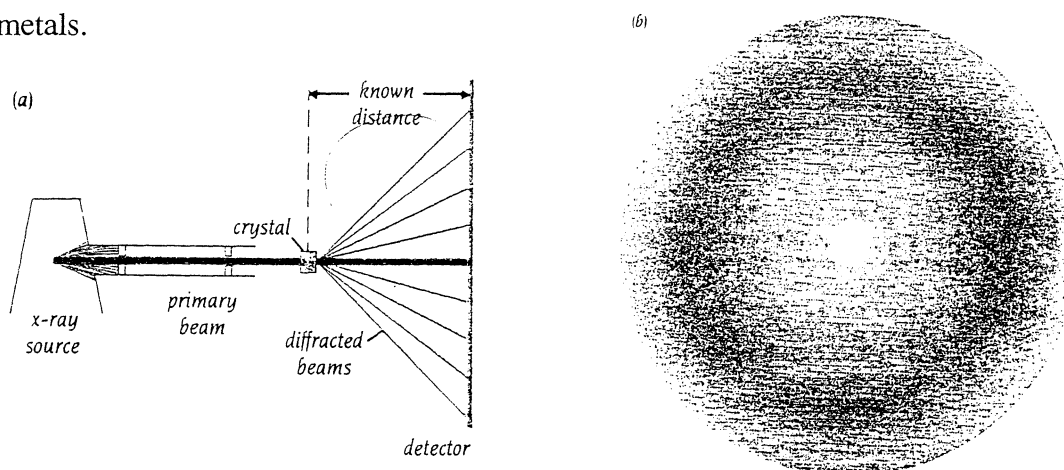 metals.
(a)
known
distance
crystal
primary
beam
x-ray
source
diffracted
beams
detector
(b)